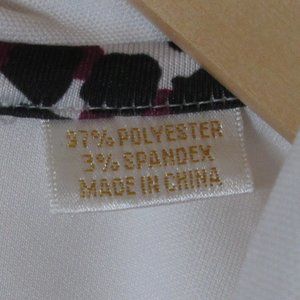 97% POLYESTER
3% SPANDEX
MADE IN CHINA